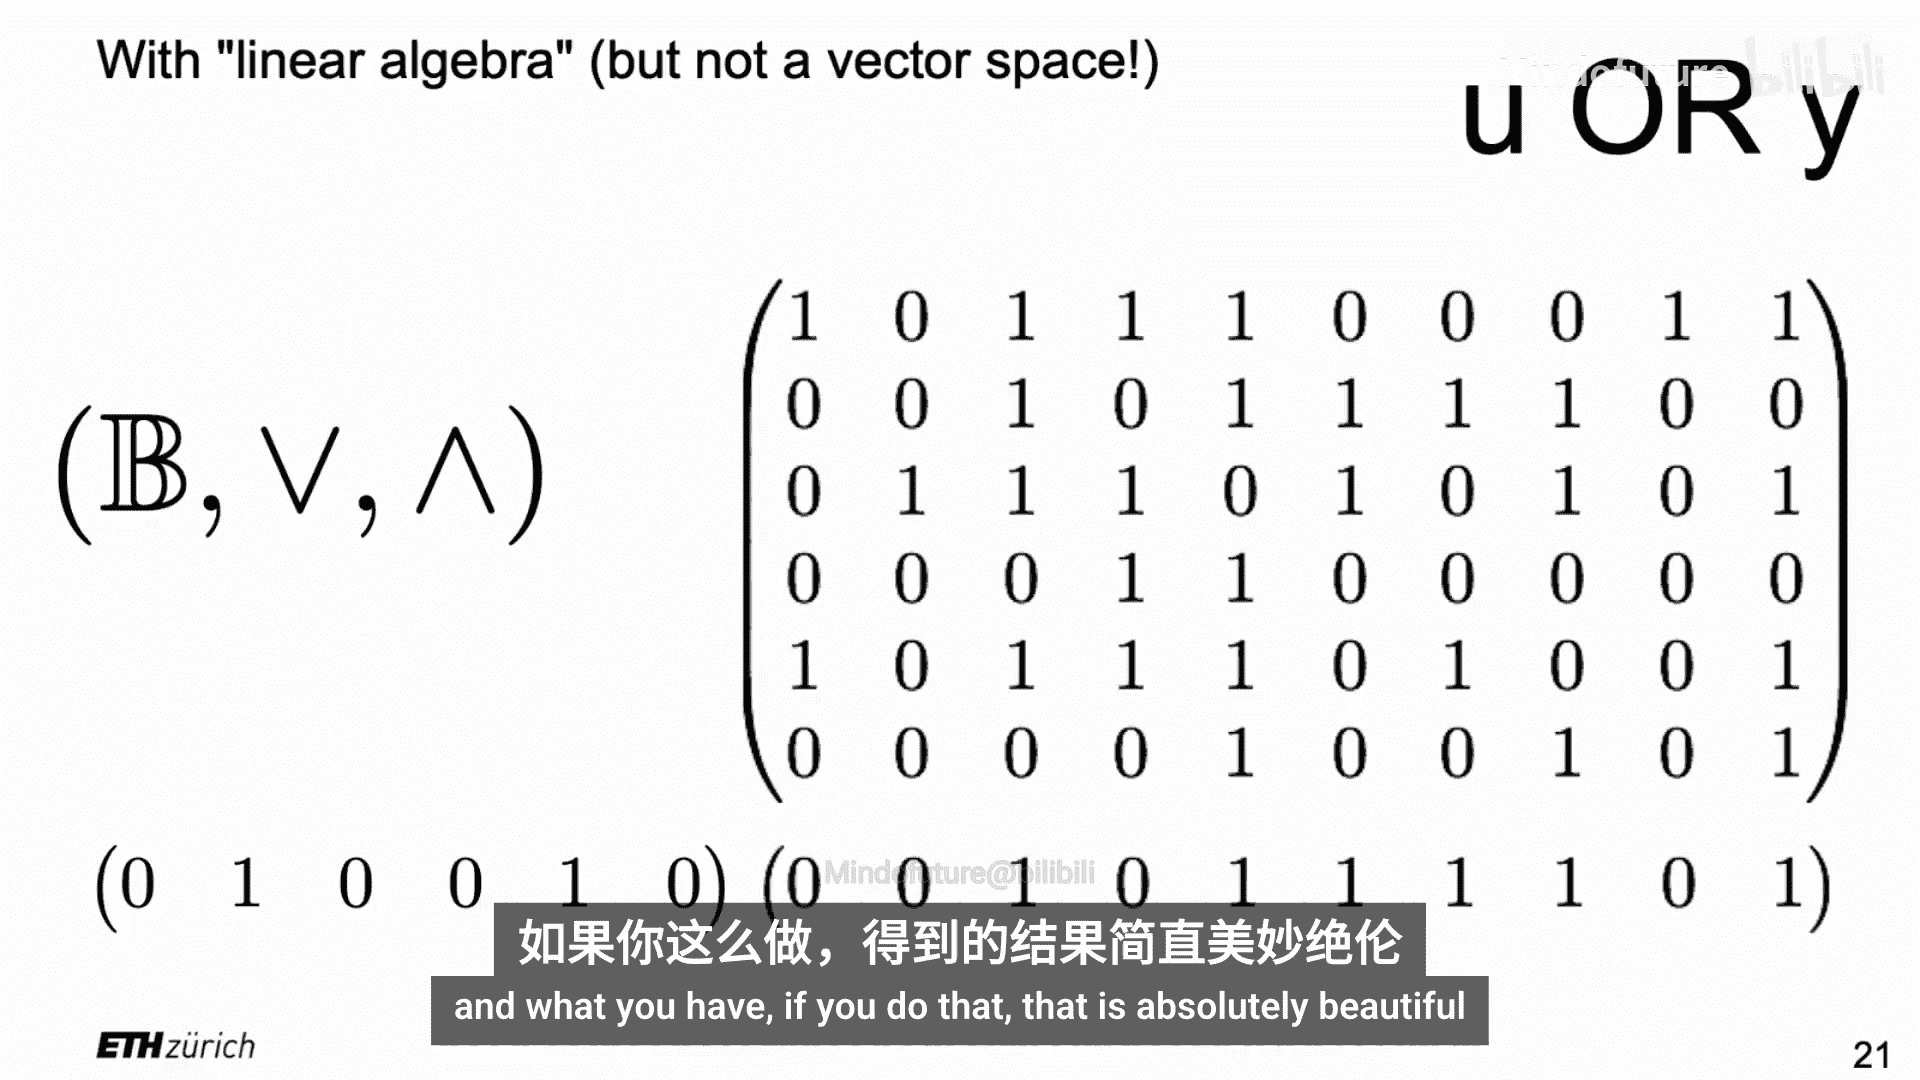 With "linear algebra" (but not a vector space!)
Mindofuture bilibili
u OR y
(𝔹, ∨, ∧)
1 0 1 1 1 0 0 0 1 1
0 0 1 0 1 1 1 1 0 0
0 1 1 1 0 1 0 1 0 1
0 0 0 1 1 0 0 0 0 0
1 0 1 1 1 0 1 0 0 1
0 0 0 0 1 0 0 1 0 1
(0 1 0 0 1 0) (0 0 1 0 1 1 1 1 0 1)
Mindofuture@bilibili
如果你这么做，得到的结果简直美妙绝伦
and what you have, if you do that, that is absolutely beautiful
ETH zürich
21